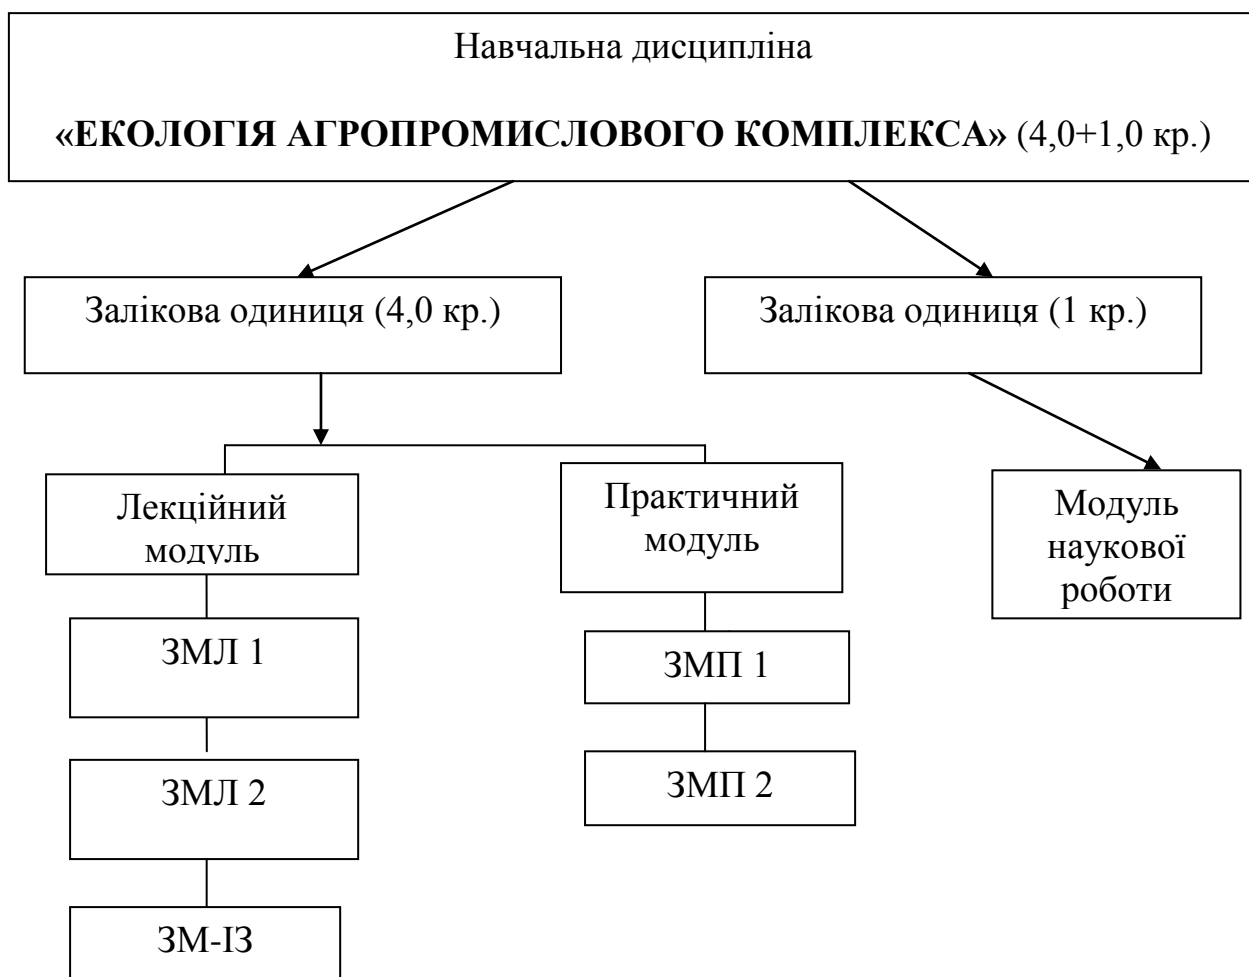 Навчальна дисципліна
«ЕКОЛОГІЯ АГРОПРОМИСЛОВОГО КОМПЛЕКСА» (4,0+1,0 кр.)
Залікова одиниця (4,0 кр.)
Залікова одиниця (1 кр.)
Лекційний
модуль
Практичний
модуль
Модуль
наукової
роботи
ЗМЛ 1
ЗМП 1
ЗМЛ 2
ЗМП 2
ЗМ-ІЗ